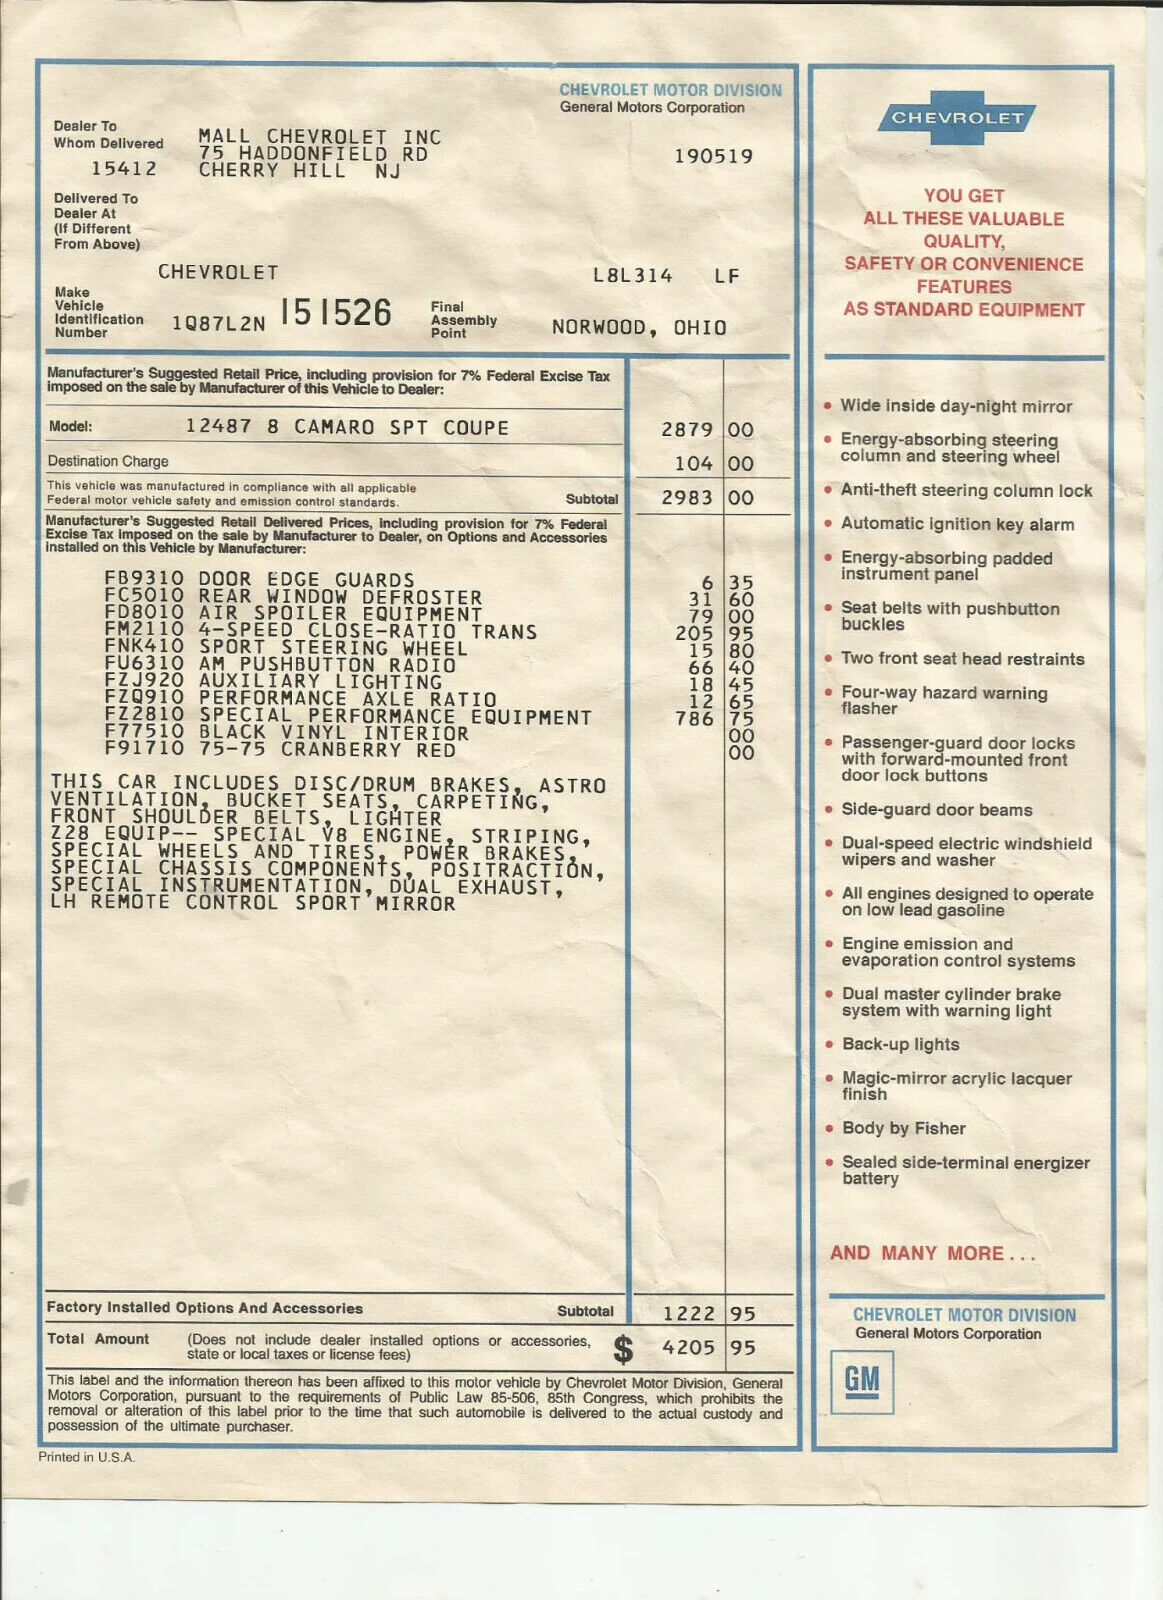 CHEVROLET MOTOR DIVISION
General Motors Corporation
Dealer To
Whom Delivered
15412
MALL CHEVROLET INC
75 HADDONFIELD RD
CHERRY HILL NJ
190519
Delivered To
Dealer At
(If Different
From Above)
CHEVROLET
L8L314 LF
Make
Vehicle
Identification
Number
1Q87L2N 151526
Final
Assembly
Point
NORWOOD, OHIO
Manufacturer's Suggested Retail Price, including provision for 7% Federal Excise Tax
imposed on the sale by Manufacturer of this Vehicle to Dealer:
Model: 12487 8 CAMARO SPT COUPE 2879 00
Destination Charge 104 00
This vehicle was manufactured in compliance with all applicable
Federal motor vehicle safety and emission control standards. Subtotal 2983 00
Manufacturer's Suggested Retail Delivered Prices, including provision for 7% Federal
Excise Tax imposed on the sale by Manufacturer to Dealer, on Options and Accessories
installed on this Vehicle by Manufacturer:
FB9310 DOOR EDGE GUARDS 6 35
FC5010 REAR WINDOW DEFROSTER 31 60
FD8010 AIR SPOILER EQUIPMENT 79 00
FM2110 4-SPEED CLOSE-RATIO TRANS 205 95
FNK410 SPORT STEERING WHEEL 15 80
FU6310 AM PUSHBUTTON RADIO 66 40
FZJ920 AUXILIARY LIGHTING 18 45
FZQ910 PERFORMANCE AXLE RATIO 12 65
FZ2810 SPECIAL PERFORMANCE EQUIPMENT 786 75
F77510 BLACK VINYL INTERIOR 00
F91710 75-75 CRANBERRY RED 00
THIS CAR INCLUDES DISC/DRUM BRAKES, ASTRO
VENTILATION, BUCKET SEATS, CARPETING,
FRONT SHOULDER BELTS, LIGHTER
Z28 EQUIP-- SPECIAL V8 ENGINE, STRIPING,
SPECIAL WHEELS AND TIRES, POWER BRAKES,
SPECIAL CHASSIS COMPONENTS, POSITRACTION,
SPECIAL INSTRUMENTATION, DUAL EXHAUST,
LH REMOTE CONTROL SPORT MIRROR
Factory Installed Options And Accessories Subtotal 1222 95
Total Amount (Does not include dealer installed options or accessories,
state or local taxes or license fees) $ 4205 95
This label and the information thereon has been affixed to this motor vehicle by Chevrolet Motor Division, General
Motors Corporation, pursuant to the requirements of Public Law 85-506, 85th Congress, which prohibits the
removal or alteration of this label prior to the time that such automobile is delivered to the actual custody and
possession of the ultimate purchaser.
Printed in U.S.A.
CHEVROLET
YOU GET
ALL THESE VALUABLE
QUALITY,
SAFETY OR CONVENIENCE
FEATURES
AS STANDARD EQUIPMENT
• Wide inside day-night mirror
• Energy-absorbing steering
column and steering wheel
• Anti-theft steering column lock
• Automatic ignition key alarm
• Energy-absorbing padded
instrument panel
• Seat belts with pushbutton
buckles
• Two front seat head restraints
• Four-way hazard warning
flasher
• Passenger-guard door locks
with forward-mounted front
door lock buttons
• Side-guard door beams
• Dual-speed electric windshield
wipers and washer
• All engines designed to operate
on low lead gasoline
• Engine emission and
evaporation control systems
• Dual master cylinder brake
system with warning light
• Back-up lights
• Magic-mirror acrylic lacquer
finish
• Body by Fisher
• Sealed side-terminal energizer
battery
AND MANY MORE...
CHEVROLET MOTOR DIVISION
General Motors Corporation
GM